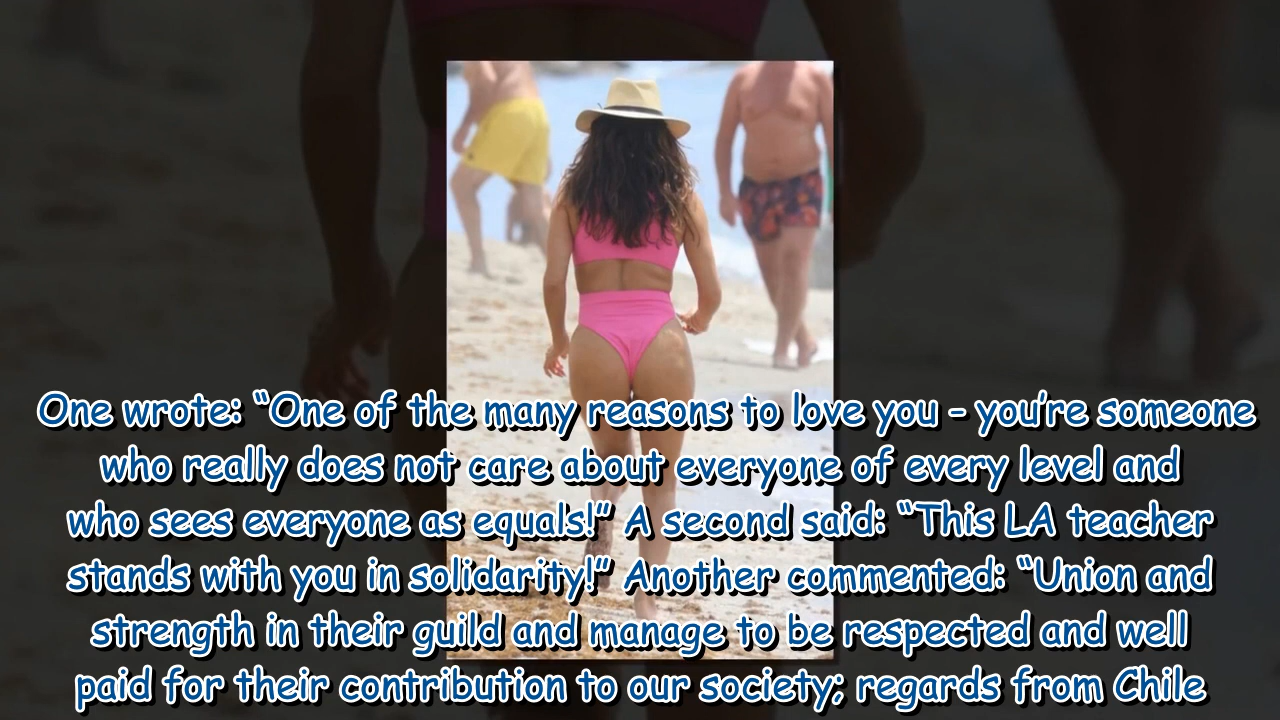 One wrote: “One of the many reasons to love you – you’re someone
who really does not care about everyone of every level and
who sees everyone as equals!” A second said: “This LA teacher
stands with you in solidarity!” Another commented: “Union and
strength in their guild and manage to be respected and well
paid for their contribution to our society; regards from Chile